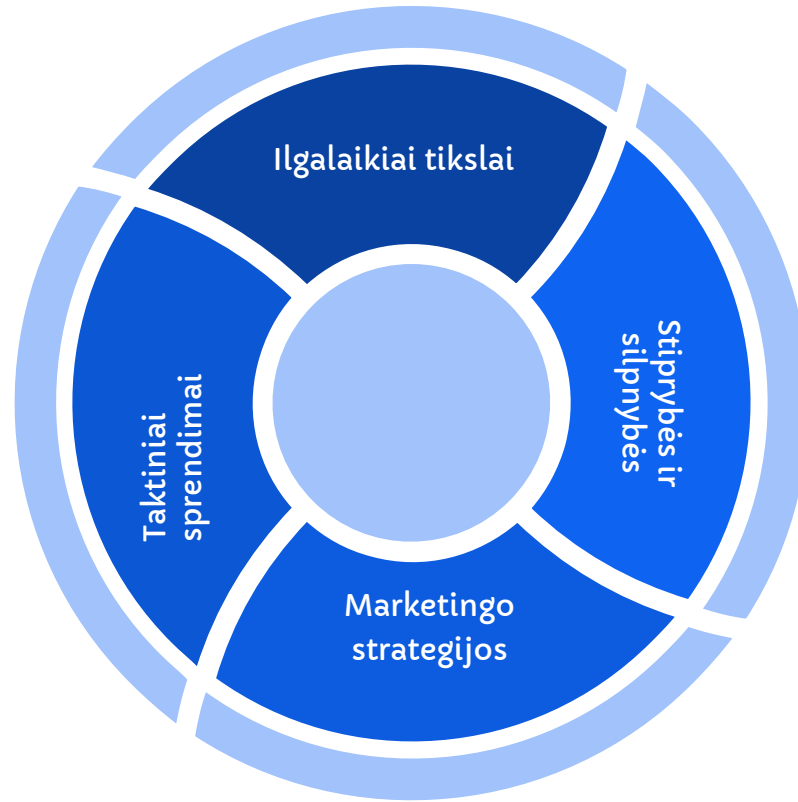 Ilgalaikiai tikslai
Stiprybės ir
silpnybės
Marketingo
strategijos
Taktiniai
sprendimai